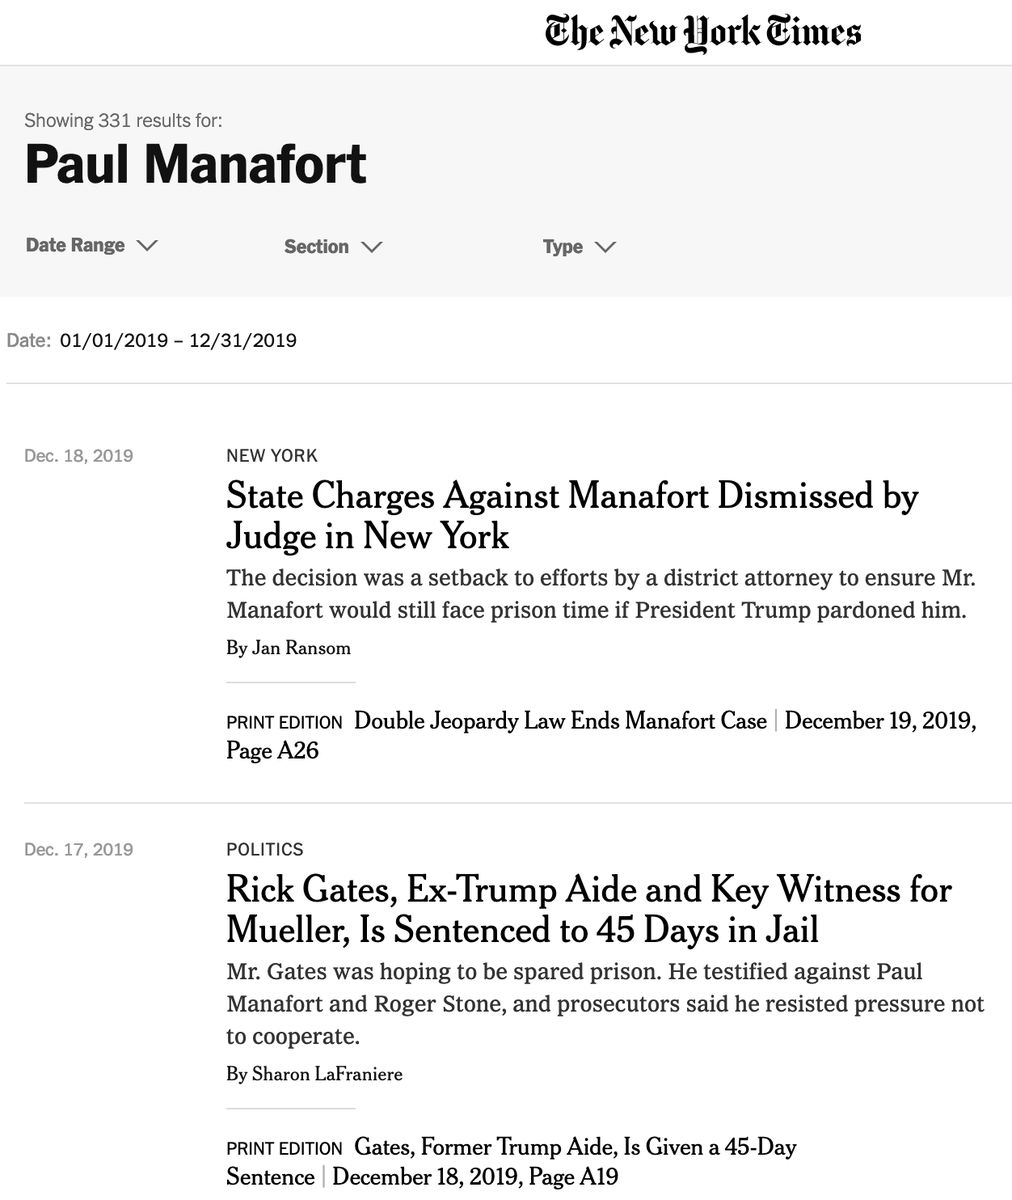 The New York Times
Showing 331 results for:
Paul Manafort
Date Range Section Type
Date: 01/01/2019 – 12/31/2019
Dec. 18, 2019
NEW YORK
State Charges Against Manafort Dismissed by
Judge in New York
The decision was a setback to efforts by a district attorney to ensure Mr.
Manafort would still face prison time if President Trump pardoned him.
By Jan Ransom
PRINT EDITION Double Jeopardy Law Ends Manafort Case | December 19, 2019,
Page A26
Dec. 17, 2019
POLITICS
Rick Gates, Ex-Trump Aide and Key Witness for
Mueller, Is Sentenced to 45 Days in Jail
Mr. Gates was hoping to be spared prison. He testified against Paul
Manafort and Roger Stone, and prosecutors said he resisted pressure not
to cooperate.
By Sharon LaFraniere
PRINT EDITION Gates, Former Trump Aide, Is Given a 45-Day
Sentence | December 18, 2019, Page A19